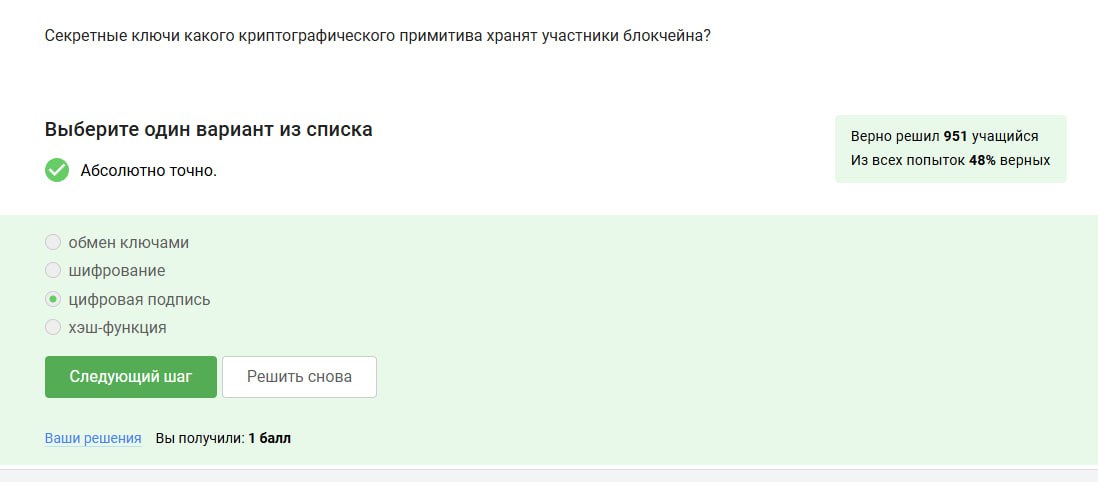 Секретные ключи какого криптографического примитива хранят участники блокчейна?
Выберите один вариант из списка
Абсолютно точно.
Верно решил 951 учащийся
Из всех попыток 48% верных
обмен ключами
шифрование
цифровая подпись
хэш-функция
Следующий шаг
Решить снова
Ваши решения Вы получили: 1 балл